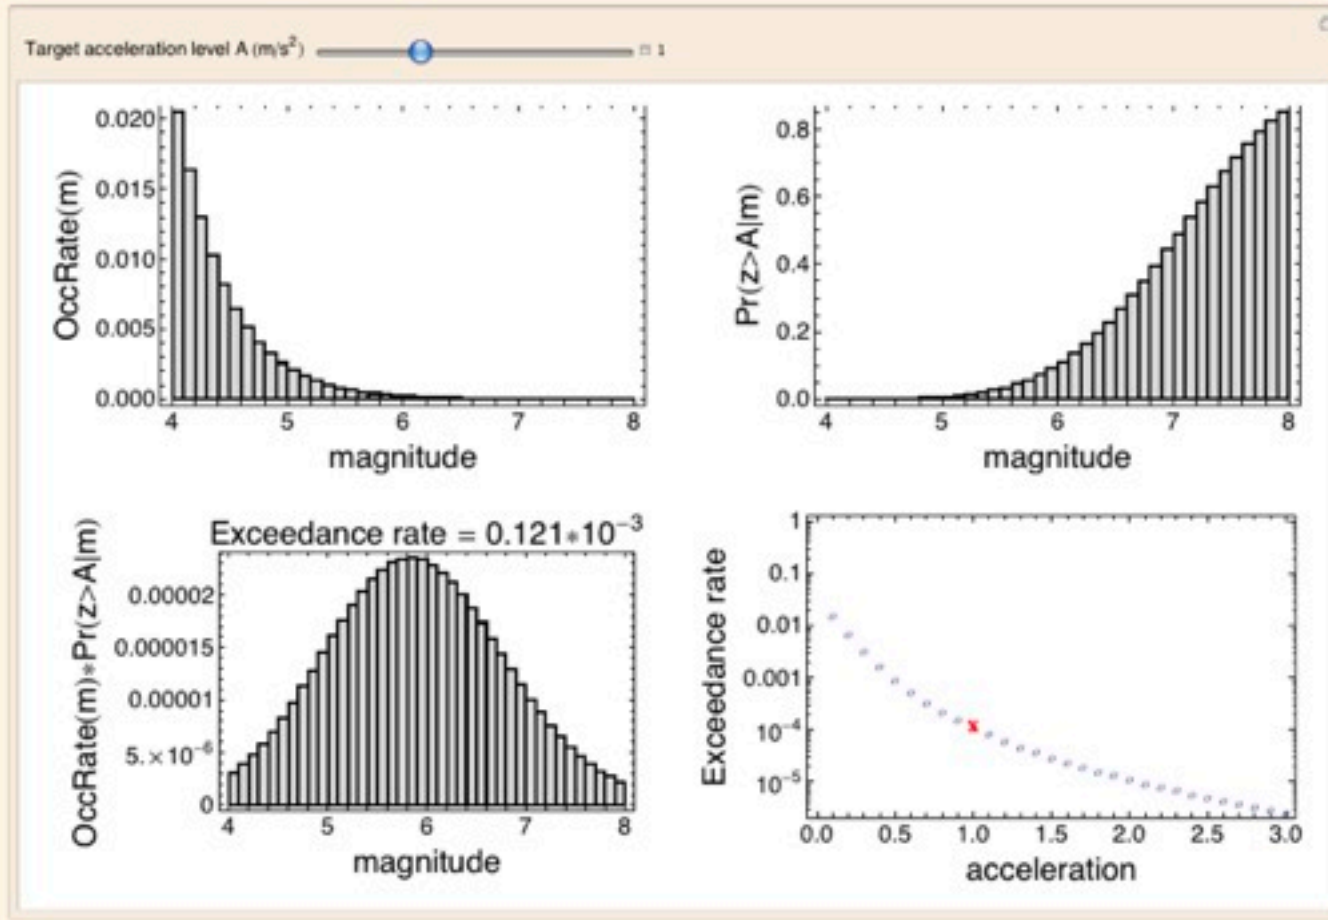 Target acceleration level A (m/s²) 1
0.020
0.015
0.010
0.005
0.000
OccRate(m)
4 5 6 7 8
magnitude
0.8
0.6
0.4
0.2
0.0
Pr(z>A|m)
4 5 6 7 8
magnitude
Exceedance rate = 0.121*10⁻³
0.00002
0.000015
0.00001
5.×10⁻⁶
0
OccRate(m)*Pr(z>A|m)
4 5 6 7 8
magnitude
1
0.1
0.01
0.001
10⁻⁴
10⁻⁵
Exceedance rate
0.0 0.5 1.0 1.5 2.0 2.5 3.0
acceleration